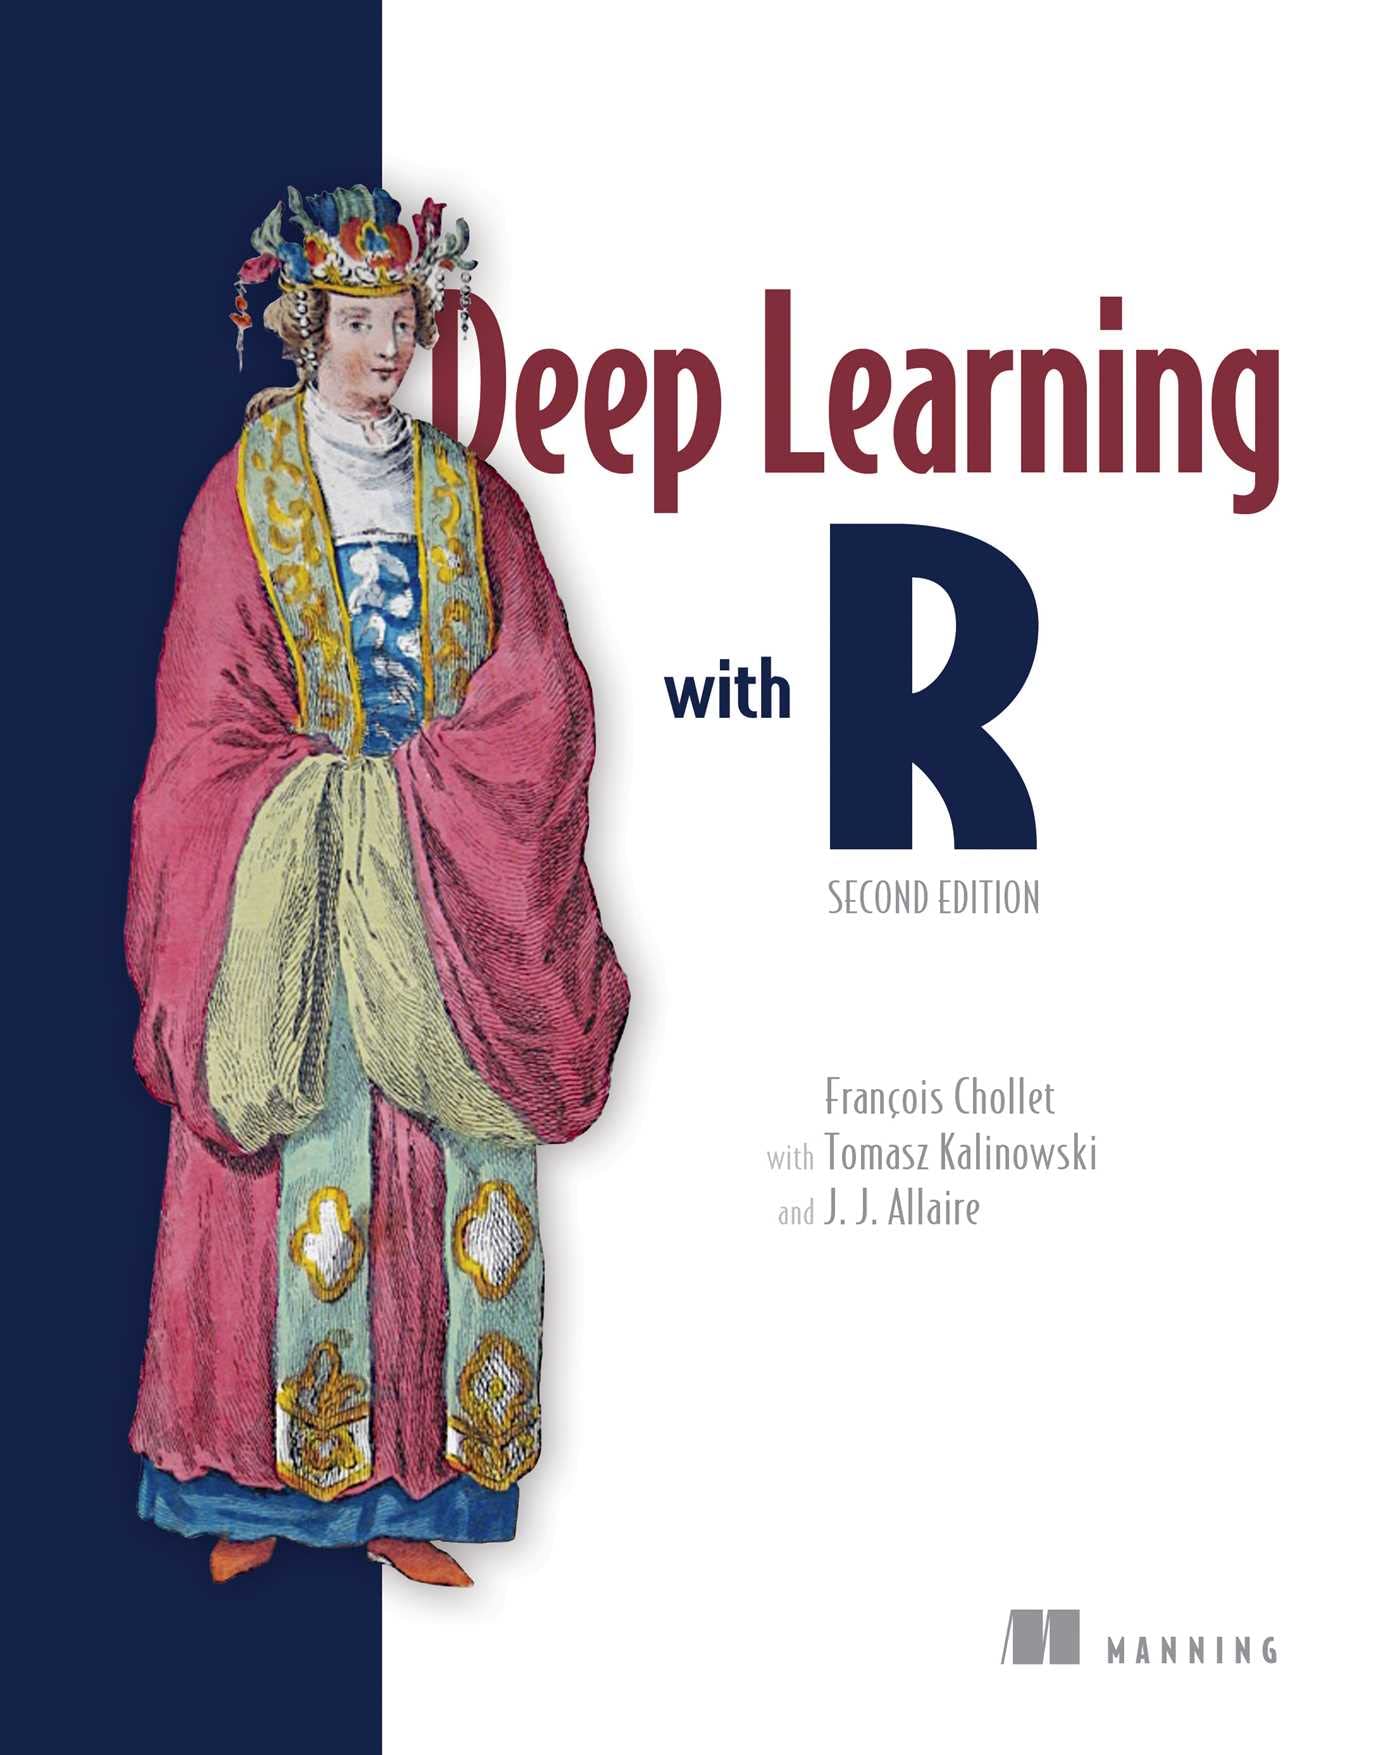 Deep Learning
with R
SECOND EDITION
François Chollet
with Tomasz Kalinowski
and J. J. Allaire
MANNING